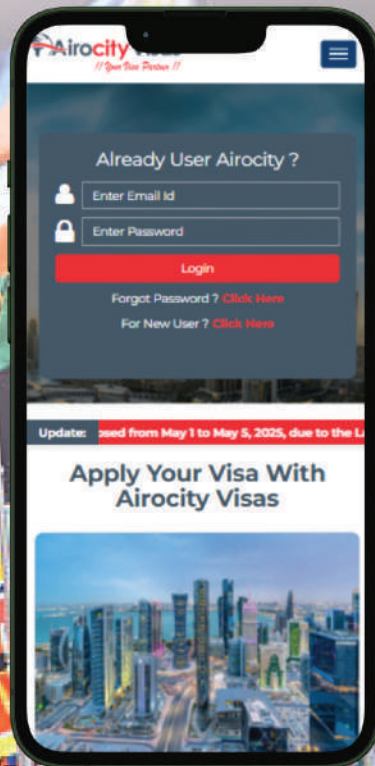 Airocity Visas
// Your Visa Partner //
Already User Airocity ?
Enter Email Id
Enter Password
Login
Forgot Password ? Click Here
For New User ? Click Here
Update: osed from May 1 to May 5, 2025, due to the La
Apply Your Visa With
Airocity Visas